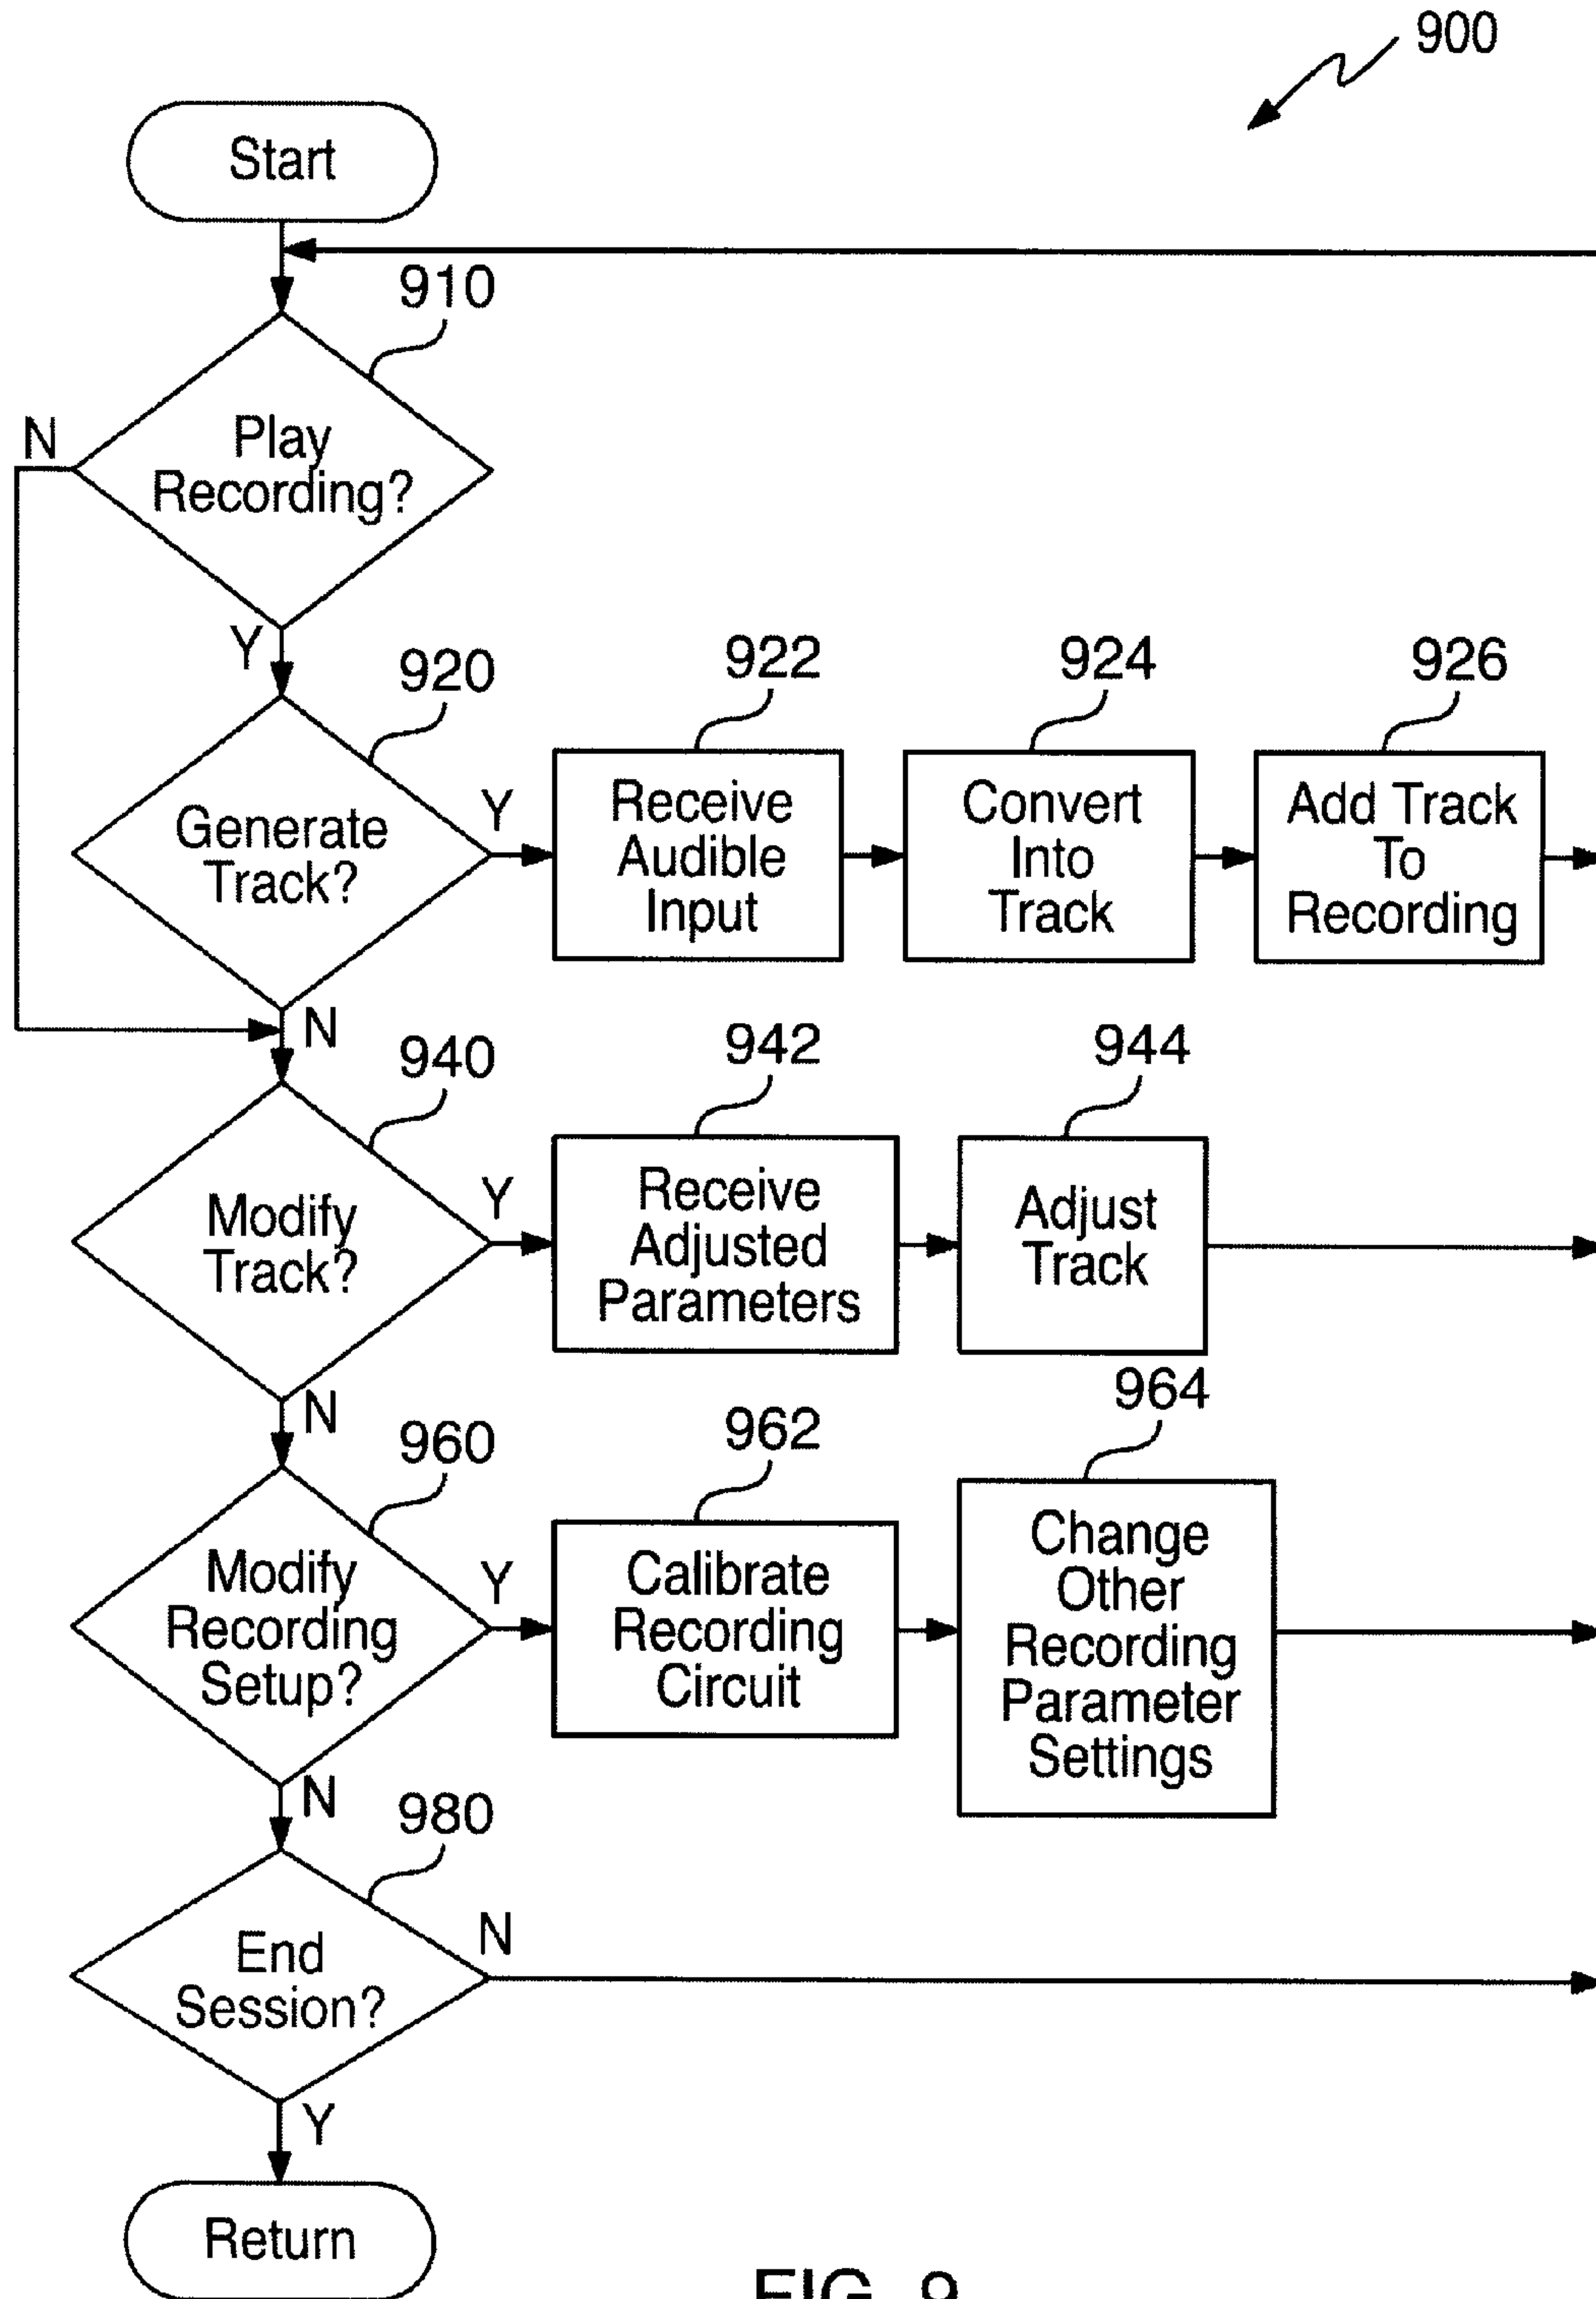 900
Start
910
N
Play
Recording?
Y
920
922
924
926
Generate
Track?
Y
Receive
Audible
Input
Convert
Into
Track
Add Track
To
Recording
N
940
942
944
Modify
Track?
Y
Receive
Adjusted
Parameters
Adjust
Track
N
960
962
964
Modify
Recording
Setup?
Y
Calibrate
Recording
Circuit
Change
Other
Recording
Parameter
Settings
N
980
N
End
Session?
Y
Return
FIG. 9